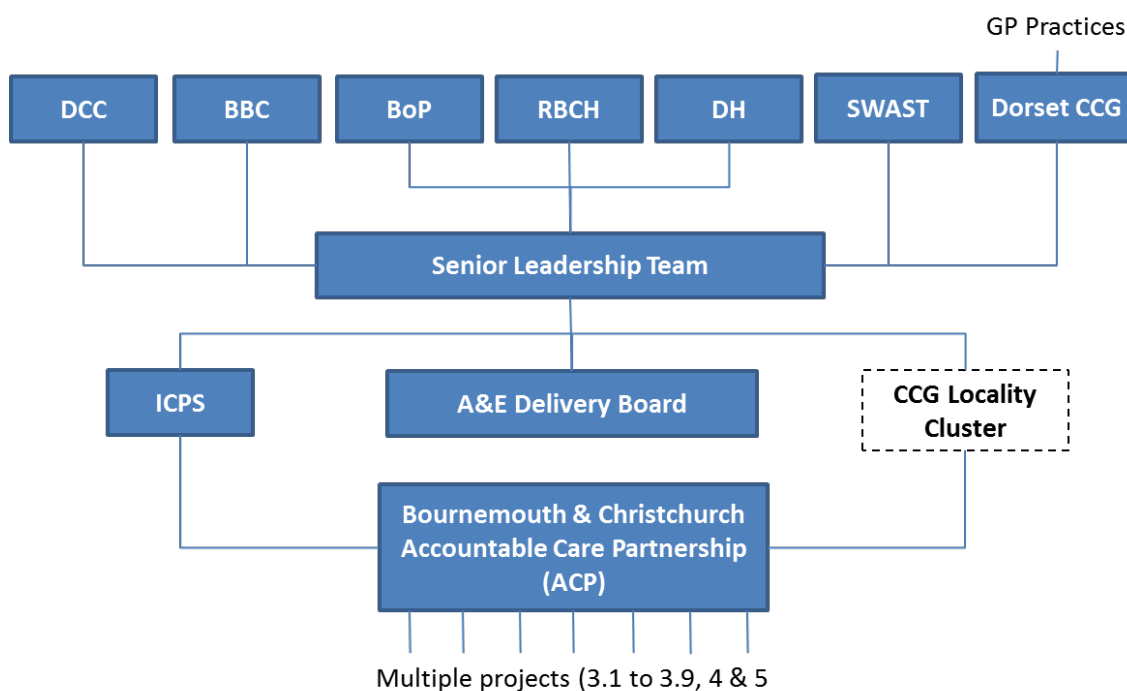 GP Practices
DCC
BBC
BoP
RBCH
DH
SWAST
Dorset CCG
Senior Leadership Team
ICPS
A&E Delivery Board
CCG Locality
Cluster
Bournemouth & Christchurch
Accountable Care Partnership
(ACP)
Multiple projects (3.1 to 3.9, 4 & 5